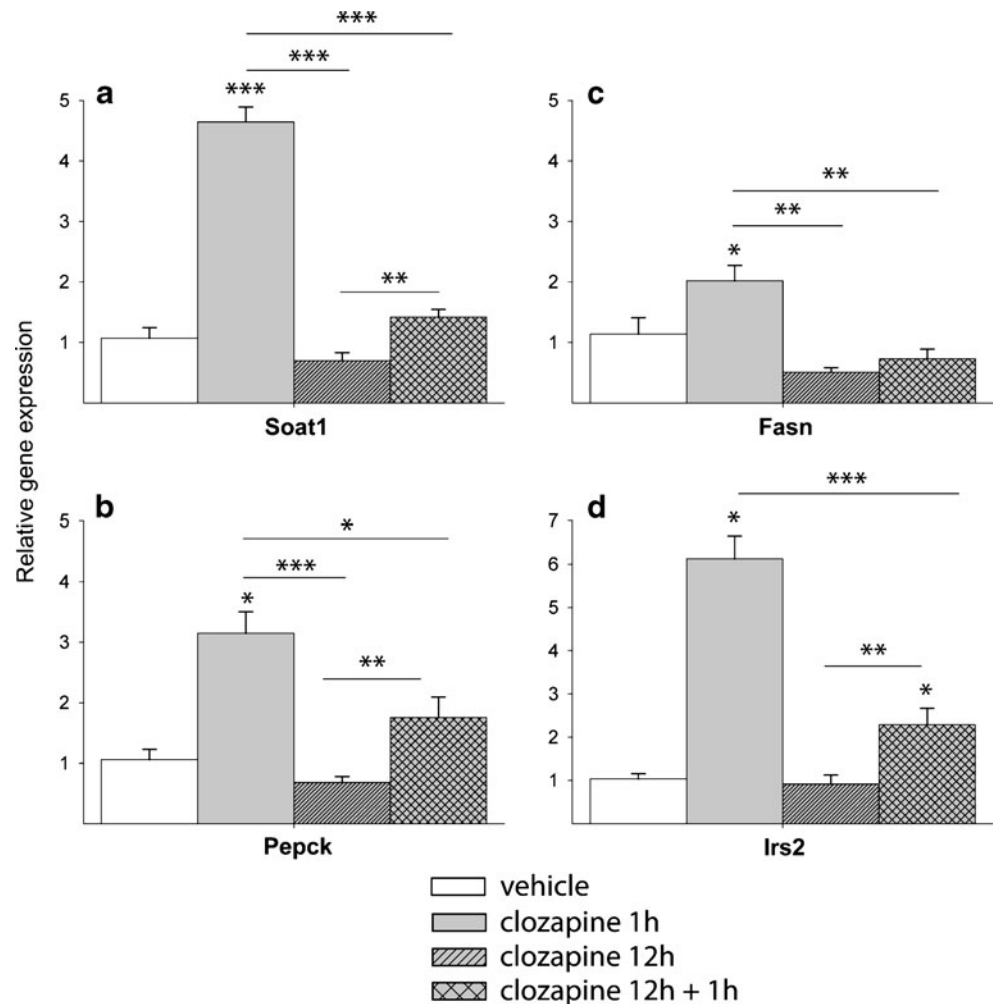 Relative gene expression
a
***
***
***
**
5
4
3
2
1
Soat1
c
**
**
*
5
4
3
2
1
Fasn
b
*
***
*
**
5
4
3
2
1
Pepck
d
***
*
**
*
7
6
5
4
3
2
1
Irs2
vehicle
clozapine 1h
clozapine 12h
clozapine 12h + 1h